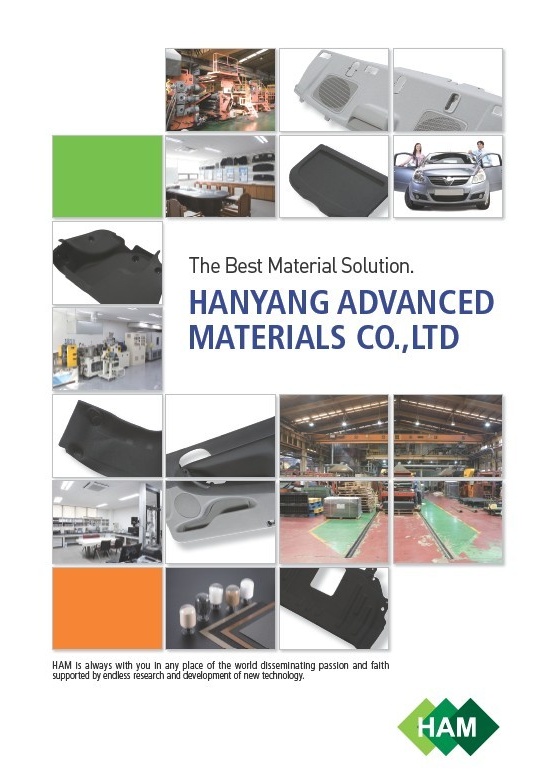 The Best Material Solution.
HANYANG ADVANCED
MATERIALS CO.,LTD
HAM is always with you in any place of the world disseminating passion and faith
supported by endless research and development of new technology.
HAM